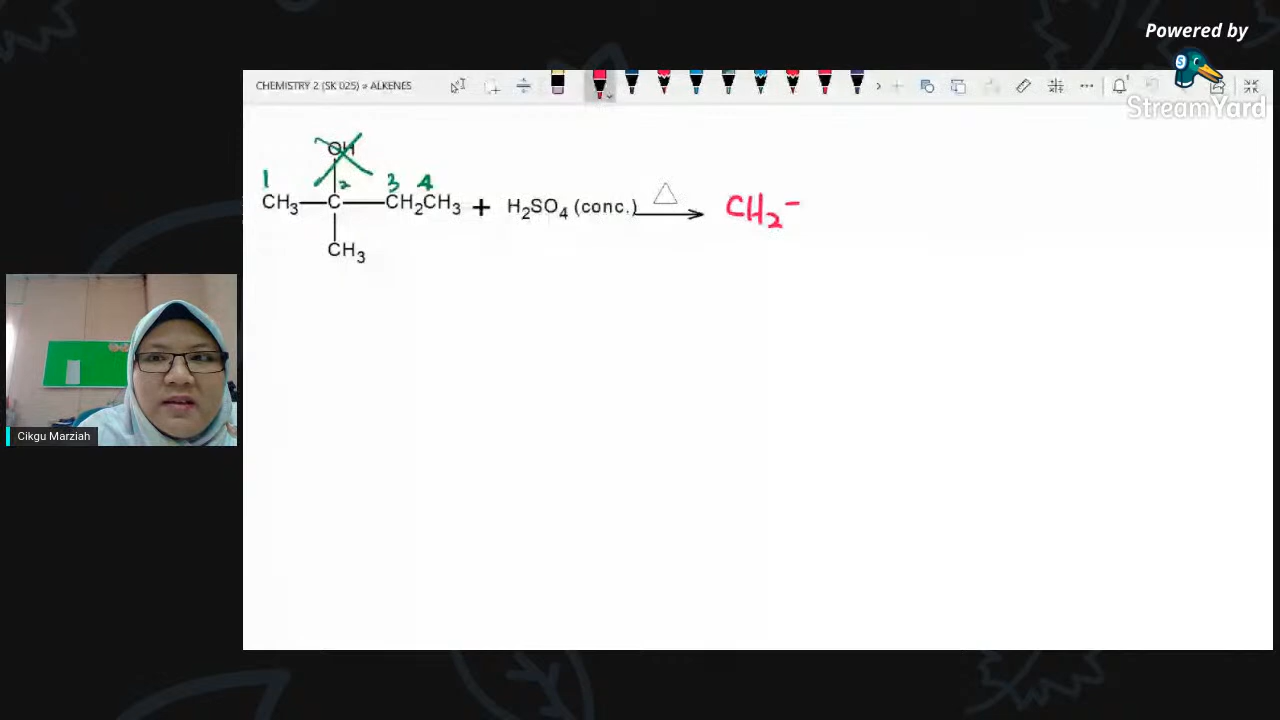 Powered by
StreamYard
CHEMISTRY 2 (SK 025) » ALKENES
OH
1 2 3 4
CH₃—C—CH₂CH₃ + H₂SO₄ (conc.) △ → CH₂-
CH₃
Cikgu Marziah